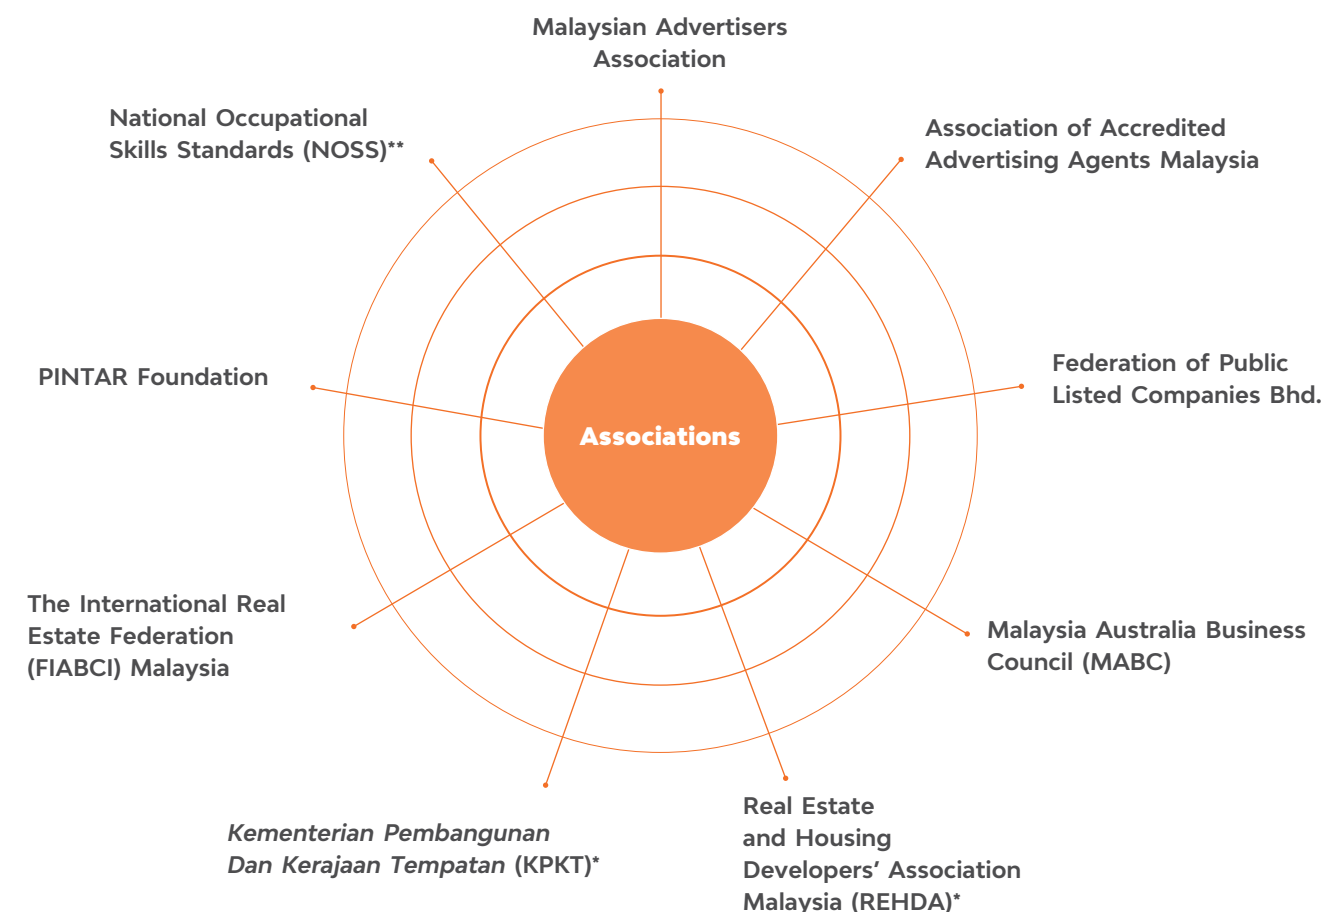 Malaysian Advertisers
Association
National Occupational
Skills Standards (NOSS)**
Association of Accredited
Advertising Agents Malaysia
PINTAR Foundation
Federation of Public
Listed Companies Bhd.
Associations
The International Real
Estate Federation
(FIABCI) Malaysia
Malaysia Australia Business
Council (MABC)
Kementerian Pembangunan
Dan Kerajaan Tempatan (KPKT)*
Real Estate
and Housing
Developers’ Association
Malaysia (REHDA)*